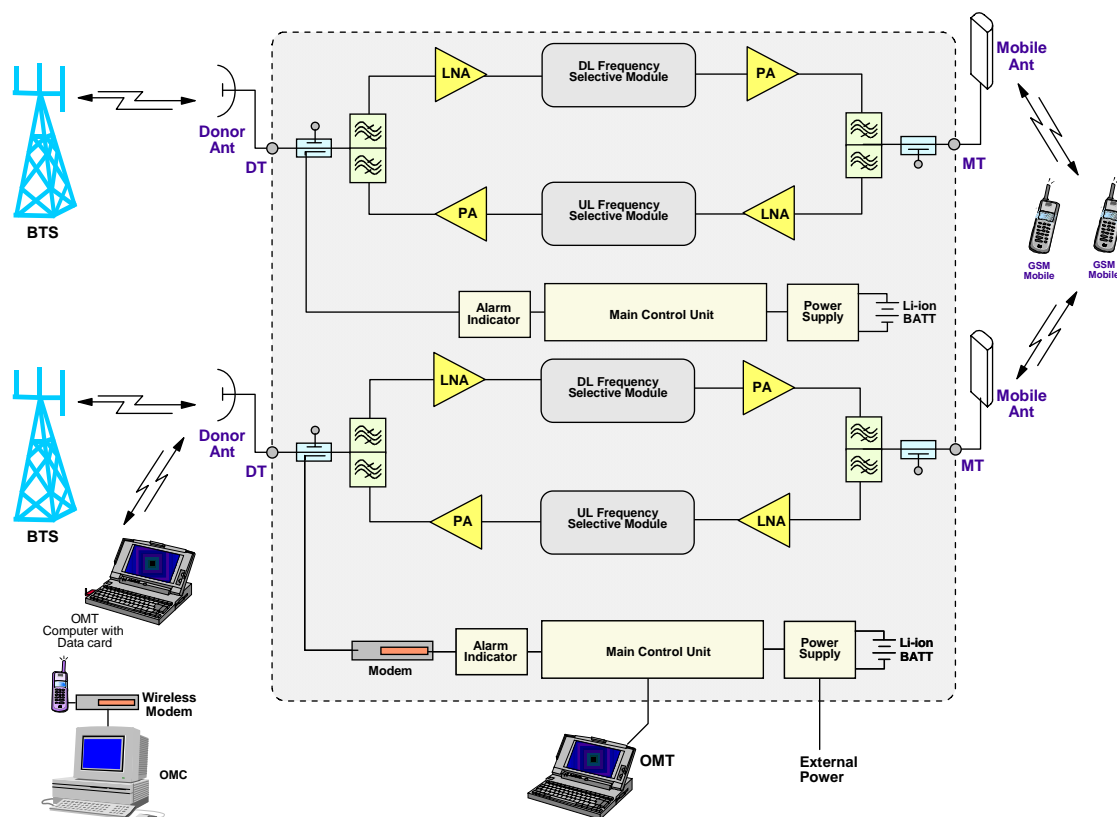 LNA
DL Frequency
Selective Module
PA
Mobile
Ant
Donor
Ant
DT
MT
BTS
PA
UL Frequency
Selective Module
LNA
GSM
Mobile
GSM
Mobile
Alarm
Indicator
Main Control Unit
Power
Supply
Li-ion
BATT
LNA
DL Frequency
Selective Module
PA
Mobile
Ant
Donor
Ant
DT
MT
BTS
PA
UL Frequency
Selective Module
LNA
OMT
Computer with
Data card
Modem
Alarm
Indicator
Main Control Unit
Power
Supply
Li-ion
BATT
Wireless
Modem
OMC
OMT
External
Power